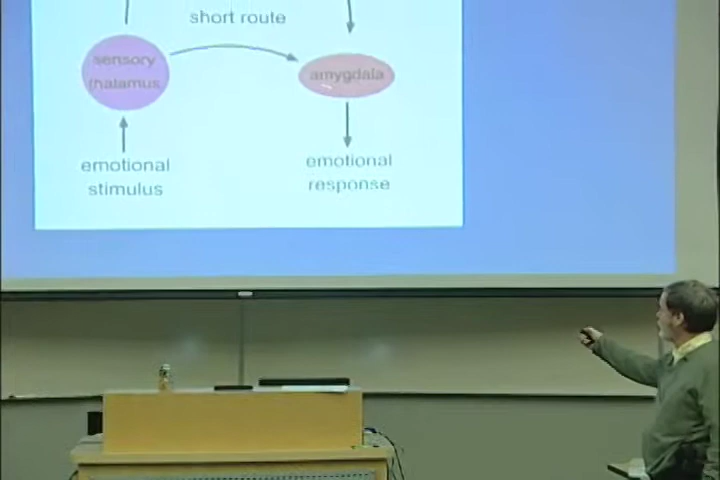 short route
sensory
thalamus
amygdala
emotional
stimulus
emotional
response